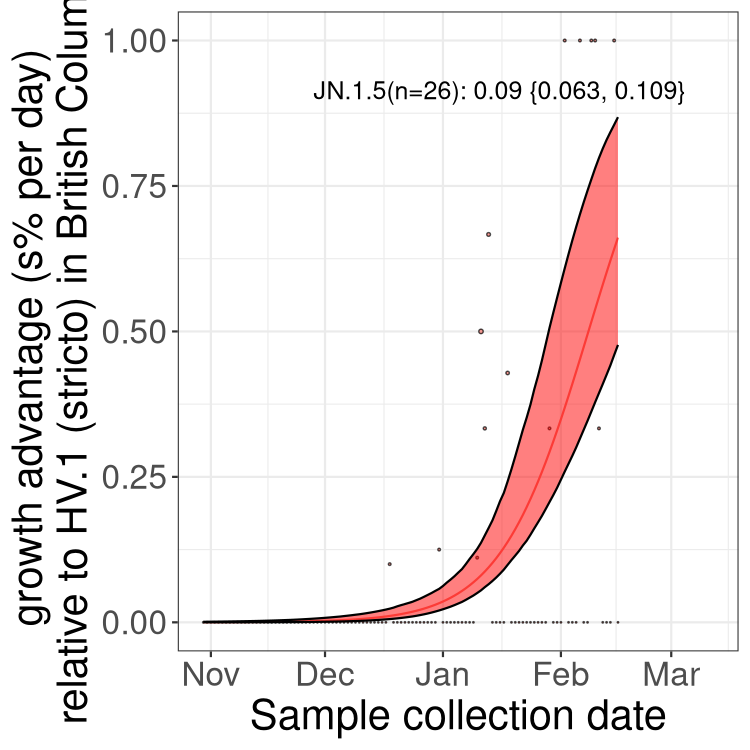 growth advantage (s% per day)
relative to HV.1 (stricto) in British Colum
1.00
0.75
0.50
0.25
0.00
JN.1.5(n=26): 0.09 {0.063, 0.109}
Nov Dec Jan Feb Mar
Sample collection date